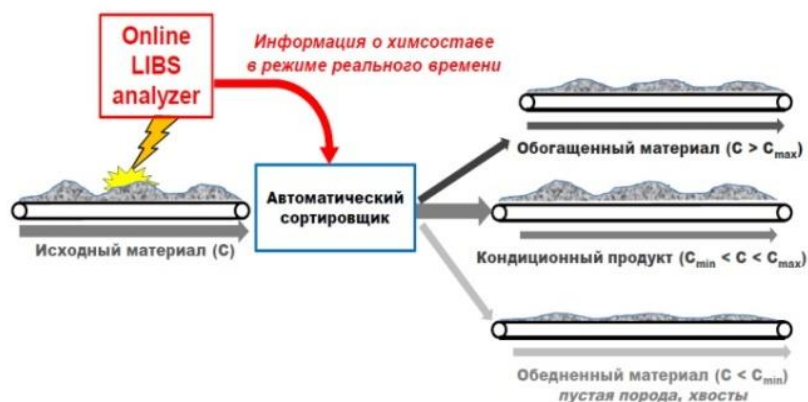 Online
LIBS
analyzer
Информация о химсоставе
в режиме реального времени
Исходный материал (С)
Автоматический
сортировщик
Обогащенный материал (C > Cmax)
Кондиционный продукт (Cmin < C < Cmax)
Обедненный материал (C < Cmin)
пустая порода, хвосты